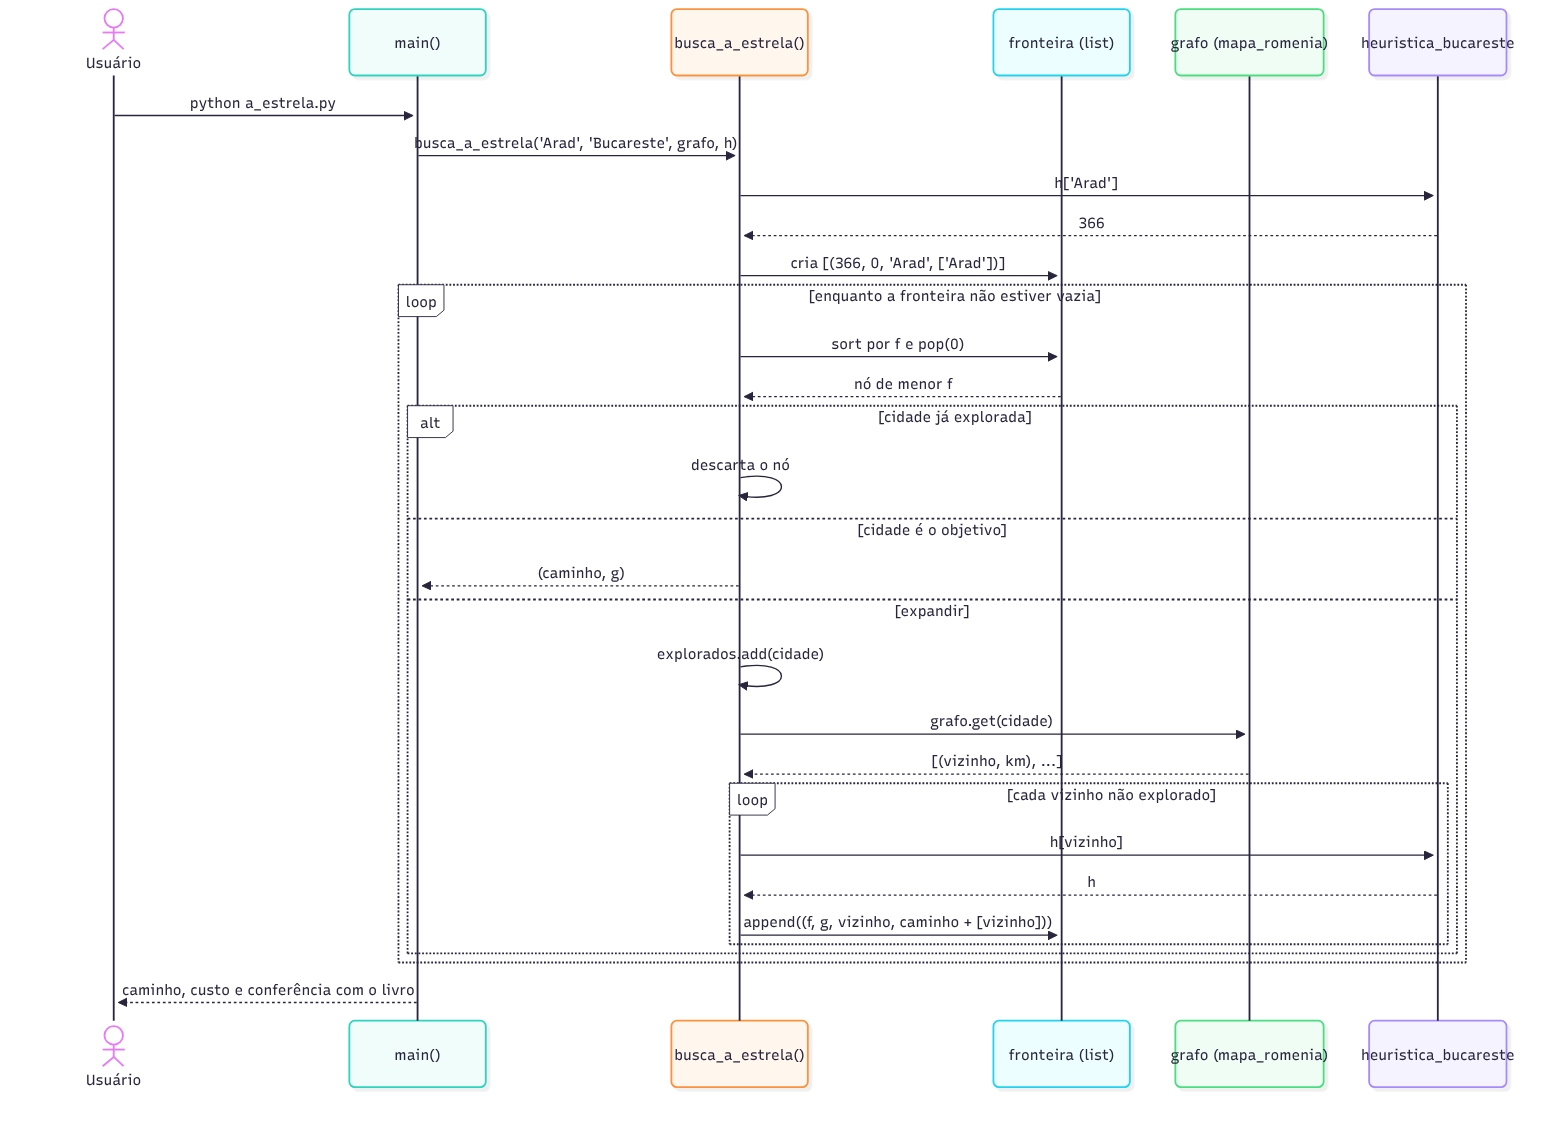 Usuário
main()
busca_a_estrela()
fronteira (list)
grafo (mapa_romenia)
heuristica_bucareste
python a_estrela.py
busca_a_estrela('Arad', 'Bucareste', grafo, h)
h['Arad']
366
cria [(366, 0, 'Arad', ['Arad'])]
loop
[enquanto a fronteira não estiver vazia]
sort por f e pop(0)
nó de menor f
alt
[cidade já explorada]
descarta o nó
[cidade é o objetivo]
(caminho, g)
[expandir]
explorados.add(cidade)
grafo.get(cidade)
[(vizinho, km), ...]
loop
[cada vizinho não explorado]
h[vizinho]
h
append((f, g, vizinho, caminho + [vizinho]))
caminho, custo e conferência com o livro
Usuário
main()
busca_a_estrela()
fronteira (list)
grafo (mapa_romenia)
heuristica_bucareste